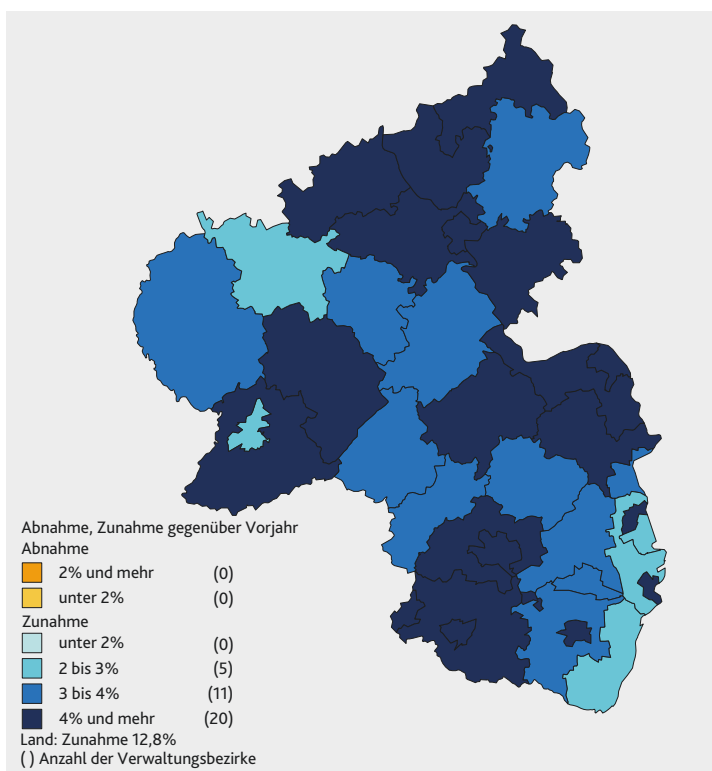 Abnahme, Zunahme gegenüber Vorjahr
Abnahme
2% und mehr (0)
unter 2% (0)
Zunahme
unter 2% (0)
2 bis 3% (5)
3 bis 4% (11)
4% und mehr (20)
Land: Zunahme 12,8%
( ) Anzahl der Verwaltungsbezirke